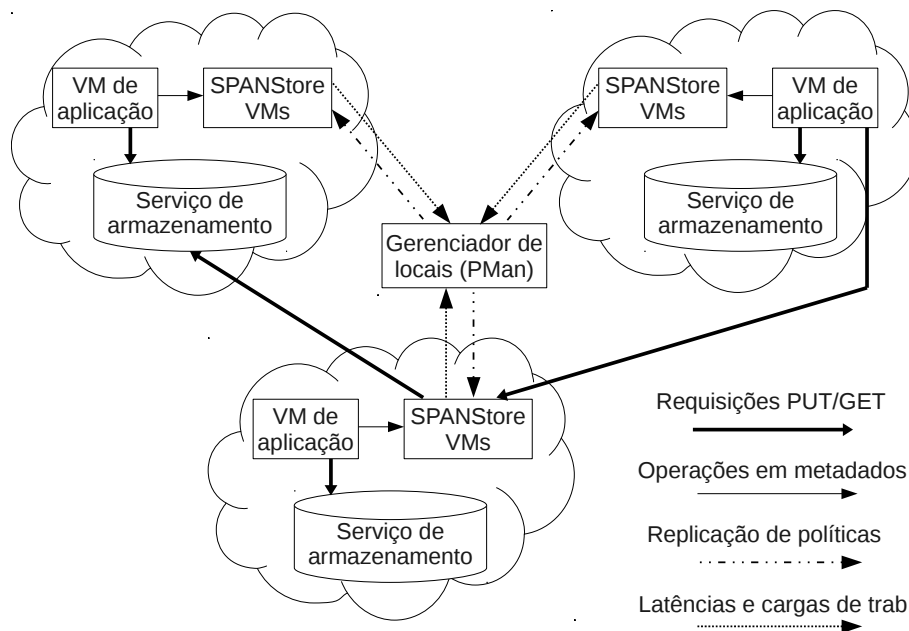 VM de
aplicação
SPANStore
VMs
Serviço de
armazenamento
SPANStore
VMs
VM de
aplicação
Serviço de
armazenamento
Gerenciador de
locais (PMan)
VM de
aplicação
SPANStore
VMs
Serviço de
armazenamento
Requisições PUT/GET
Operações em metadados
Replicação de políticas
Latências e cargas de trab